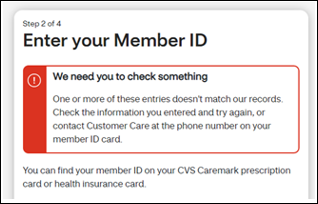 Step 2 of 4
Enter your Member ID
We need you to check something
One or more of these entries doesn't match our records.
Check the information you entered and try again, or
contact Customer Care at the phone number on your
member ID card.
You can find your member ID on your CVS Caremark prescription
card or health insurance card.